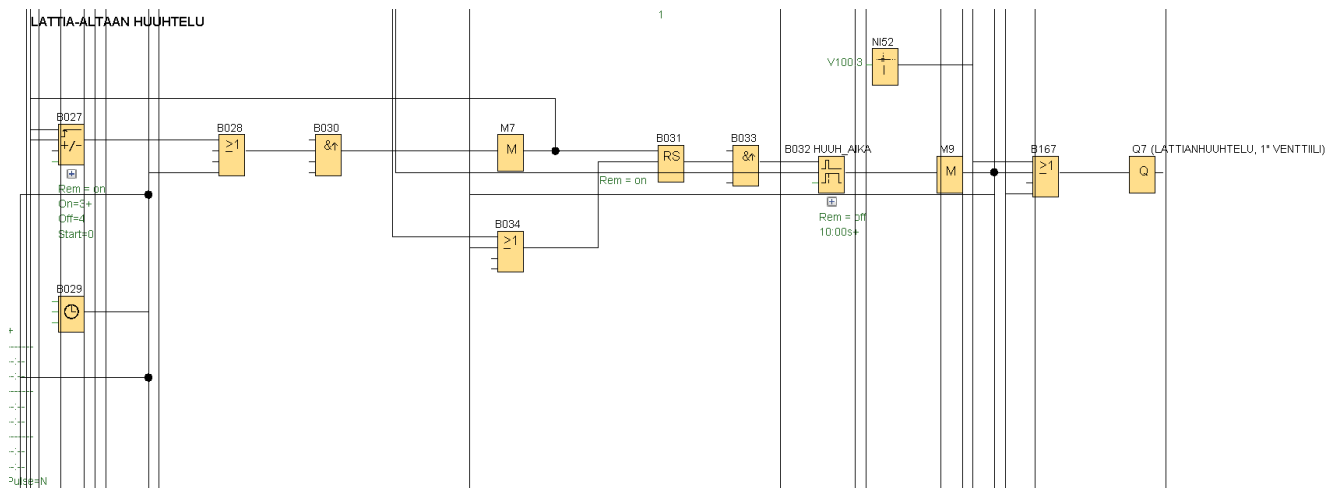 LATTIA-ALTAAN HUUHTELU
1
NI52
V100.3
I
B027
+/-
Rem = on
On=3+
Off=4
Start=0
B028
≥1
B030
&↑
M7
M
B031
RS
Rem = on
B033
&↑
B032 HUUH_AIKA
Rem = off
10:00s+
M9
M
B167
≥1
Q7 (LATTIANHUUHTELU, 1" VENTTIILI)
Q
B034
≥1
B029
+
Pulse=N